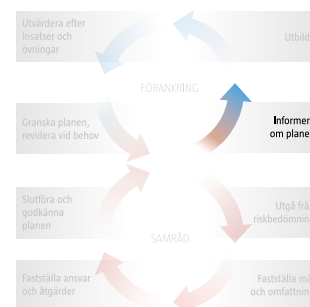 Utvärdera efter
insatser och
övningar
Utbild
FÖRANKRING
Granska planen,
revidera vid behov
Informer
om plane
Slutföra och
godkänna
planen
Utgå frå
riskbedömnin
SAMRÅD
Fastställa ansvar
och åtgärder
Fastställa må
och omfattnin